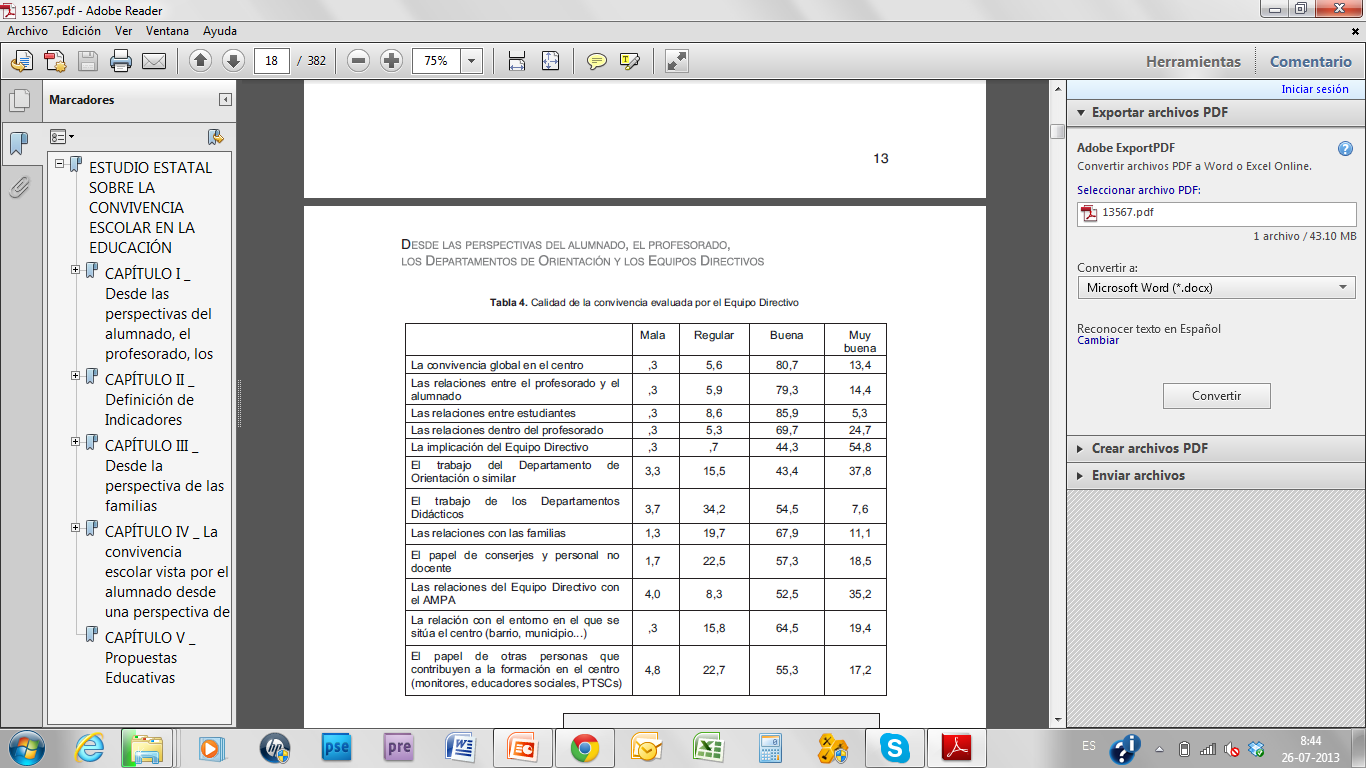 13567.pdf - Adobe Reader
Archivo Edición Ver Ventana Ayuda
18 / 382 75% Herramientas Comentario
Iniciar sesión
Marcadores
ESTUDIO ESTATAL
SOBRE LA
CONVIVENCIA
ESCOLAR EN LA
EDUCACIÓN
CAPÍTULO I _
Desde las
perspectivas del
alumnado, el
profesorado, los
CAPÍTULO II _
Definición de
Indicadores
CAPÍTULO III _
Desde la
perspectiva de las
familias
CAPÍTULO IV _ La
convivencia
escolar vista por el
alumnado desde
una perspectiva de
CAPÍTULO V _
Propuestas
Educativas
13
DESDE LAS PERSPECTIVAS DEL ALUMNADO, EL PROFESORADO,
LOS DEPARTAMENTOS DE ORIENTACIÓN Y LOS EQUIPOS DIRECTIVOS
Tabla 4. Calidad de la convivencia evaluada por el Equipo Directivo
Mala Regular Buena Muy
buena
La convivencia global en el centro ,3 5,6 80,7 13,4
Las relaciones entre el profesorado y el
alumnado ,3 5,9 79,3 14,4
Las relaciones entre estudiantes ,3 8,6 85,9 5,3
Las relaciones dentro del profesorado ,3 5,3 69,7 24,7
La implicación del Equipo Directivo ,3 ,7 44,3 54,8
El trabajo del Departamento de
Orientación o similar 3,3 15,5 43,4 37,8
El trabajo de los Departamentos
Didácticos 3,7 34,2 54,5 7,6
Las relaciones con las familias 1,3 19,7 67,9 11,1
El papel de conserjes y personal no
docente 1,7 22,5 57,3 18,5
Las relaciones del Equipo Directivo con
el AMPA 4,0 8,3 52,5 35,2
La relación con el entorno en el que se
sitúa el centro (barrio, municipio...) ,3 15,8 64,5 19,4
El papel de otras personas que
contribuyen a la formación en el centro
(monitores, educadores sociales, PTSCs) 4,8 22,7 55,3 17,2
Exportar archivos PDF
Adobe ExportPDF
Convertir archivos PDF a Word o Excel Online.
Seleccionar archivo PDF:
13567.pdf
1 archivo / 43.10 MB
Convertir a:
Microsoft Word (*.docx)
Reconocer texto en Español
Cambiar
Convertir
Crear archivos PDF
Enviar archivos
hp pse pre ES
8:44
26-07-2013